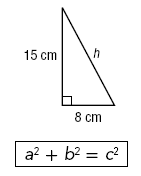 15 cm h
8 cm
a² + b² = c²